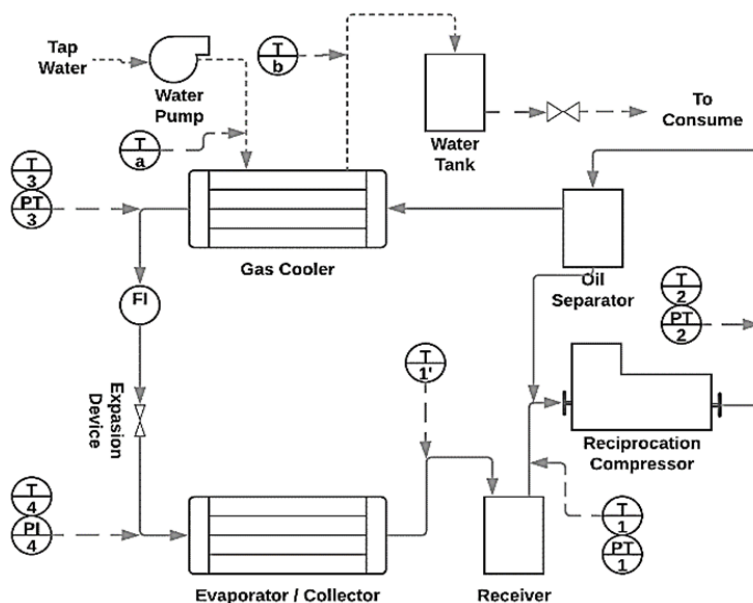 Tap
Water
Water
Pump
T
b
T
a
Water
Tank
To
Consume
T
3
PT
3
Gas Cooler
Oil
Separator
T
2
PT
2
FI
Expasion
Device
T
1'
Reciprocation
Compressor
T
4
PI
4
T
1
PT
1
Evaporator / Collector
Receiver